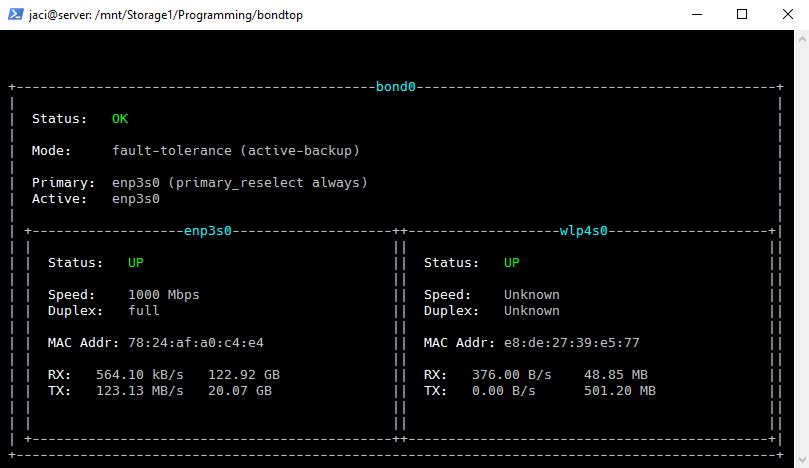 jaci@server: /mnt/Storage1/Programming/bondtop
bond0
Status: OK
Mode: fault-tolerance (active-backup)
Primary: enp3s0 (primary_reselect always)
Active: enp3s0
enp3s0 wlp4s0
Status: UP Status: UP
Speed: 1000 Mbps Speed: Unknown
Duplex: full Duplex: Unknown
MAC Addr: 78:24:af:a0:c4:e4 MAC Addr: e8:de:27:39:e5:77
RX: 564.10 kB/s 122.92 GB RX: 376.00 B/s 48.85 MB
TX: 123.13 MB/s 20.07 GB TX: 0.00 B/s 501.20 MB